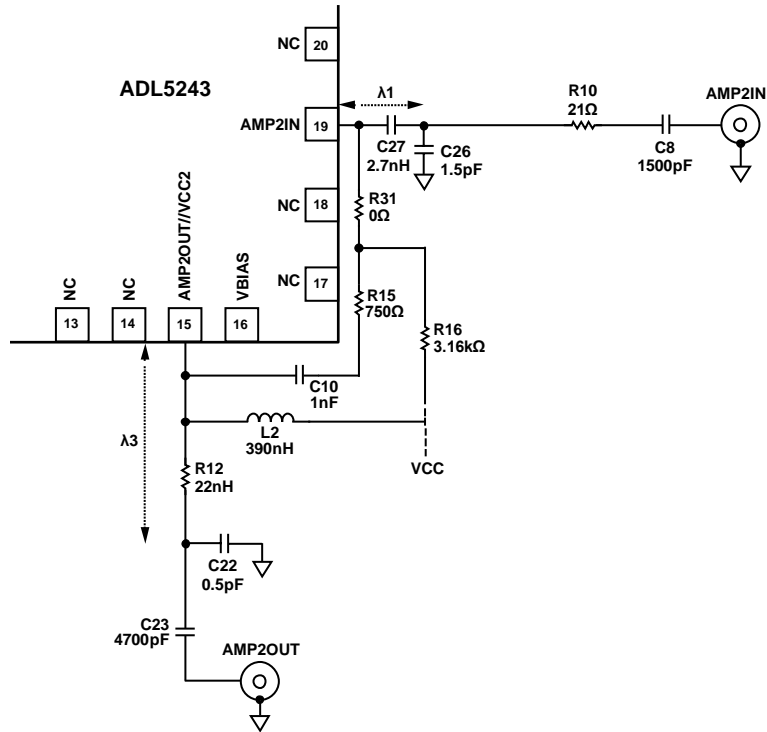 NC
20
ADL5243
λ1
R10
21Ω
AMP2IN
AMP2IN
19
C27
2.7nH
C26
1.5pF
C8
1500pF
NC
18
R31
0Ω
NC
17
AMP2OUT//VCC2
VBIAS
NC
NC
13
14
15
16
R15
750Ω
R16
3.16kΩ
C10
1nF
λ3
L2
390nH
VCC
R12
22nH
C22
0.5pF
C23
4700pF
AMP2OUT